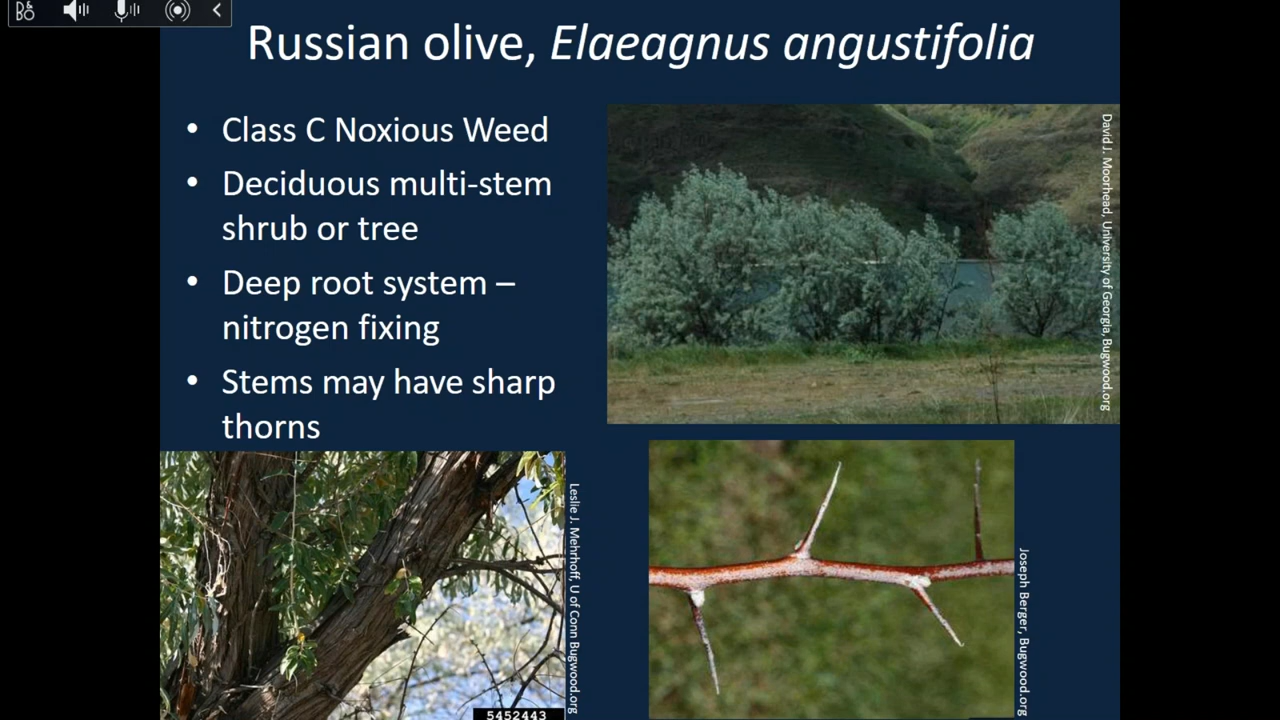 Russian olive, Elaeagnus angustifolia
• Class C Noxious Weed
• Deciduous multi-stem
shrub or tree
• Deep root system –
nitrogen fixing
• Stems may have sharp
thorns
David J. Moorhead, University of Georgia, Bugwood.org
Leslie J. Mehrhoff, U of Conn Bugwood.org
5452443
Joseph Berger, Bugwood.org